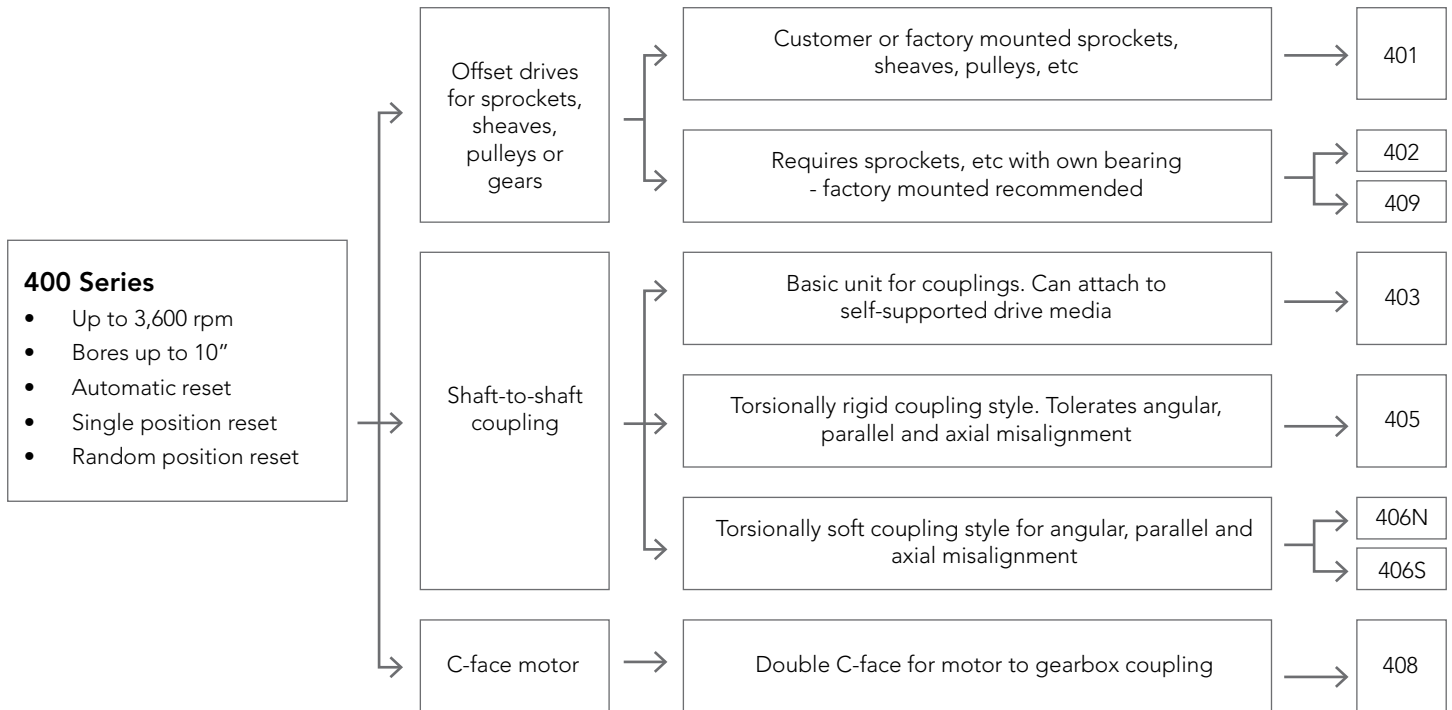 400 Series
• Up to 3,600 rpm
• Bores up to 10”
• Automatic reset
• Single position reset
• Random position reset
Offset drives
for sprockets,
sheaves,
pulleys or
gears
Customer or factory mounted sprockets,
sheaves, pulleys, etc
401
Requires sprockets, etc with own bearing
- factory mounted recommended
402
409
Shaft-to-shaft
coupling
Basic unit for couplings. Can attach to
self-supported drive media
403
Torsionally rigid coupling style. Tolerates angular,
parallel and axial misalignment
405
Torsionally soft coupling style for angular, parallel and
axial misalignment
406N
406S
C-face motor
Double C-face for motor to gearbox coupling
408